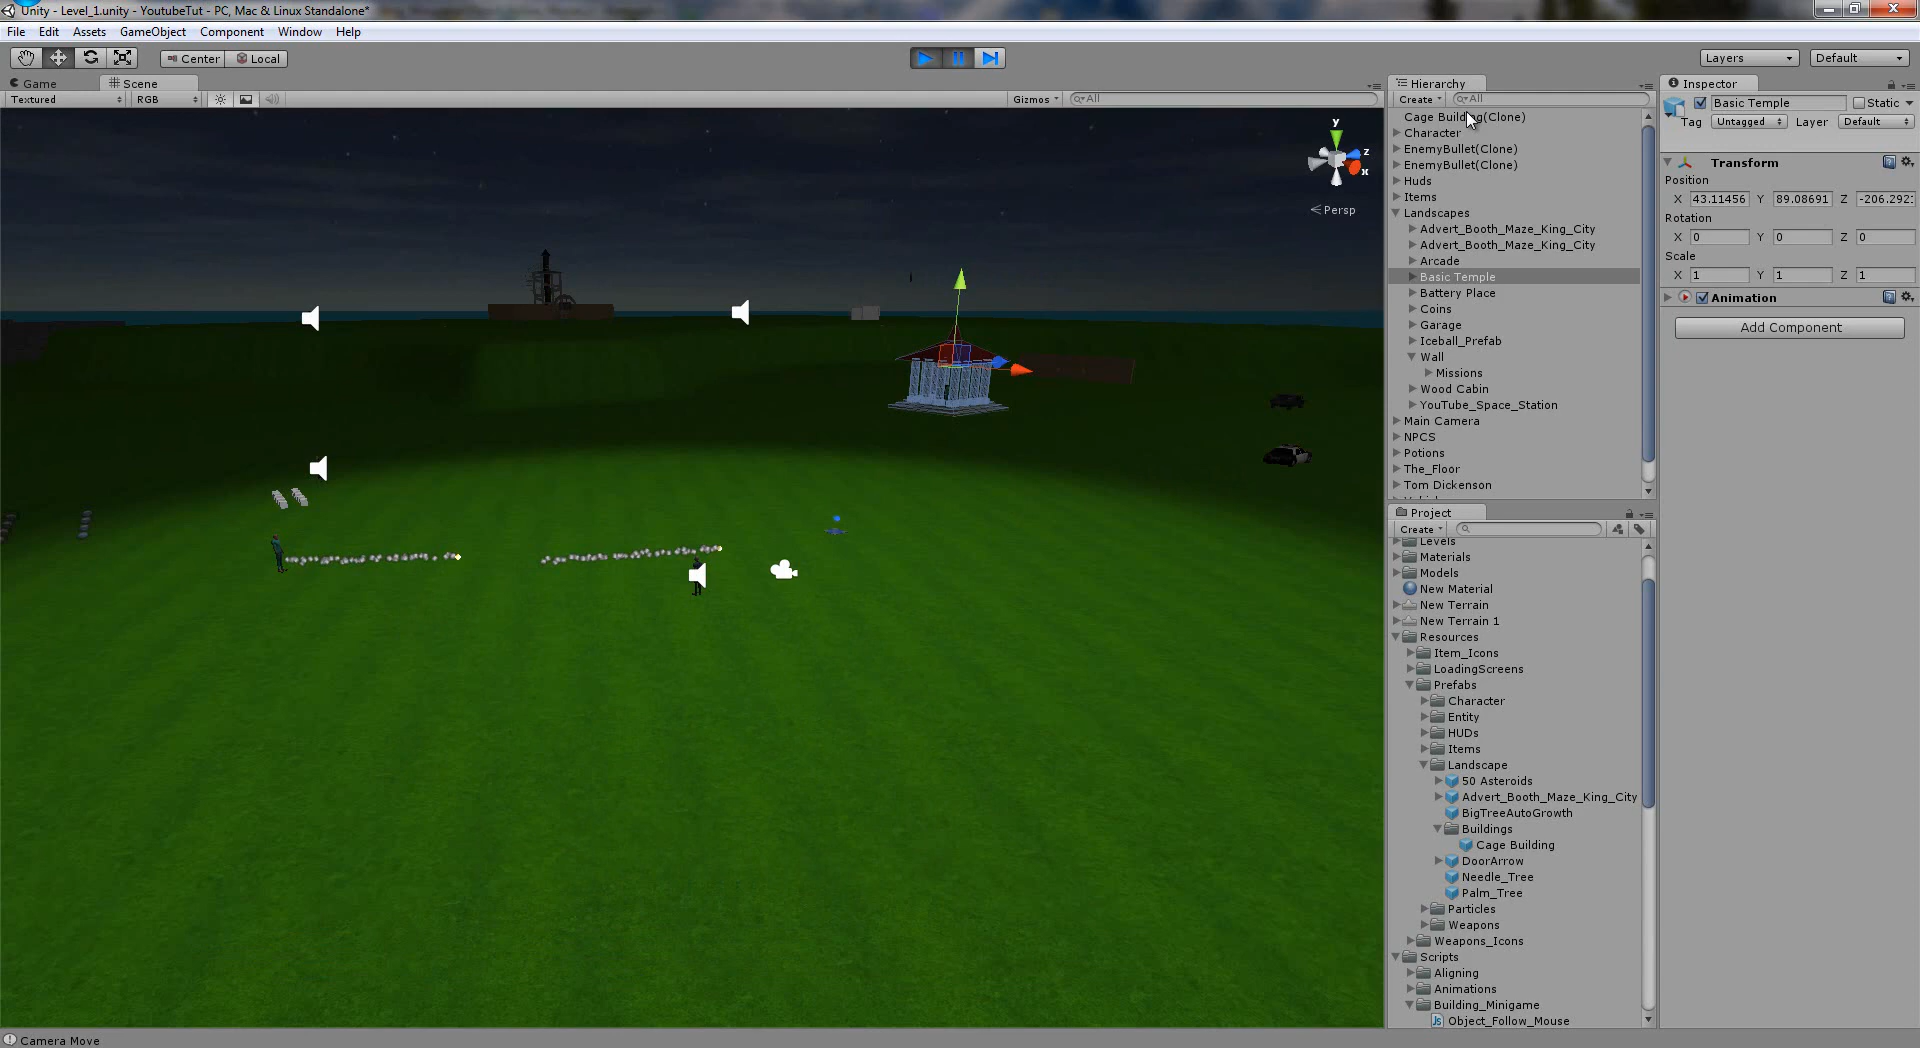 Unity - Level_1.unity - YoutubeTut - PC, Mac & Linux Standalone*
File Edit Assets GameObject Component Window Help
Center Local Layers Default
Game Scene
Textured RGB Gizmos All
Persp
y
z
x
Hierarchy
Create All
Cage Building(Clone)
Character
EnemyBullet(Clone)
EnemyBullet(Clone)
Huds
Items
Landscapes
Advert_Booth_Maze_King_City
Advert_Booth_Maze_King_City
Arcade
Basic Temple
Battery Place
Coins
Garage
Iceball_Prefab
Wall
Missions
Wood Cabin
YouTube_Space_Station
Main Camera
NPCS
Potions
The_Floor
Tom Dickenson
Project
Create
Levels
Materials
Models
New Material
New Terrain
New Terrain 1
Resources
Item_Icons
LoadingScreens
Prefabs
Character
Entity
HUDs
Items
Landscape
50 Asteroids
Advert_Booth_Maze_King_City
BigTreeAutoGrowth
Buildings
Cage Building
DoorArrow
Needle_Tree
Palm_Tree
Particles
Weapons
Weapons_Icons
Scripts
Aligning
Animations
Building_Minigame
Object_Follow_Mouse
Inspector
Basic Temple Static
Tag Untagged Layer Default
Transform
Position
X 43.11456 Y 89.08691 Z -206.292
Rotation
X 0 Y 0 Z 0
Scale
X 1 Y 1 Z 1
Animation
Add Component
Camera Move